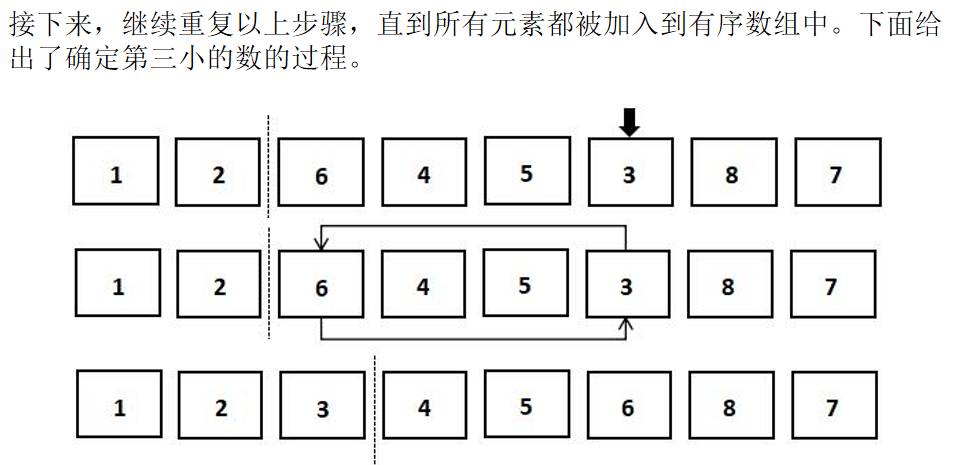 接下来，继续重复以上步骤，直到所有元素都被加入到有序数组中。下面给
出了确定第三小的数的过程。
1 2 6 4 5 3 8 7
1 2 6 4 5 3 8 7
1 2 3 4 5 6 8 7